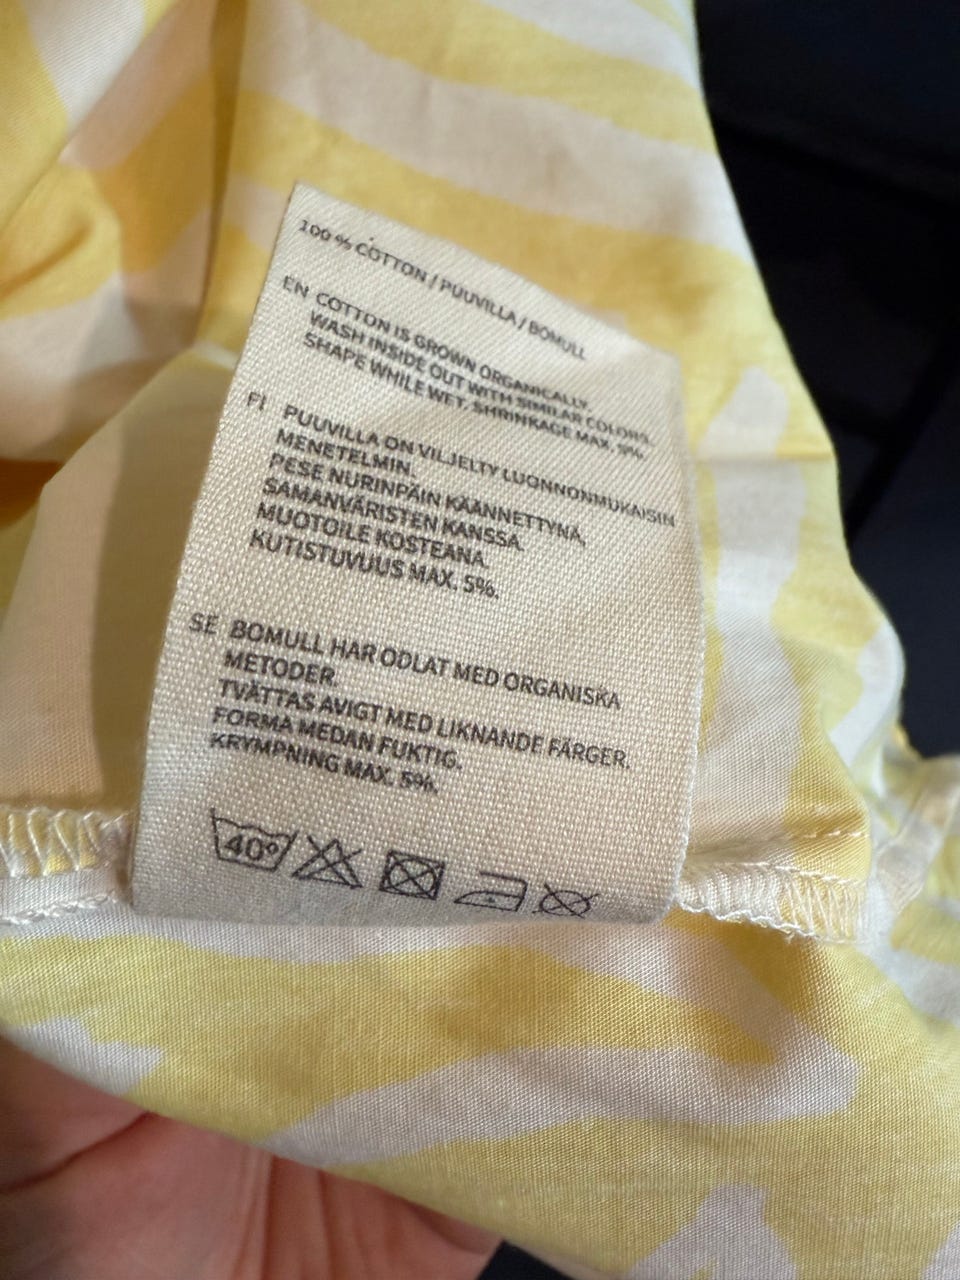 100 % COTTON / PUUVILLA / BOMULL
EN COTTON IS GROWN ORGANICALLY.
WASH INSIDE OUT WITH SIMILAR COLORS.
SHAPE WHILE WET. SHRINKAGE MAX. 5%.
FI PUUVILLA ON VILJELTY LUONNONMUKAISIN
MENETELMIN.
PESE NURINPÄIN KÄÄNNETTYNÄ,
SAMANVÄRISTEN KANSSA.
MUOTOILE KOSTEANA.
KUTISTUVUUS MAX. 5%.
SE BOMULL HAR ODLAT MED ORGANISKA
METODER.
TVÄTTAS AVIGT MED LIKNANDE FÄRGER.
FORMA MEDAN FUKTIG.
KRYMPNING MAX. 5%.
40°